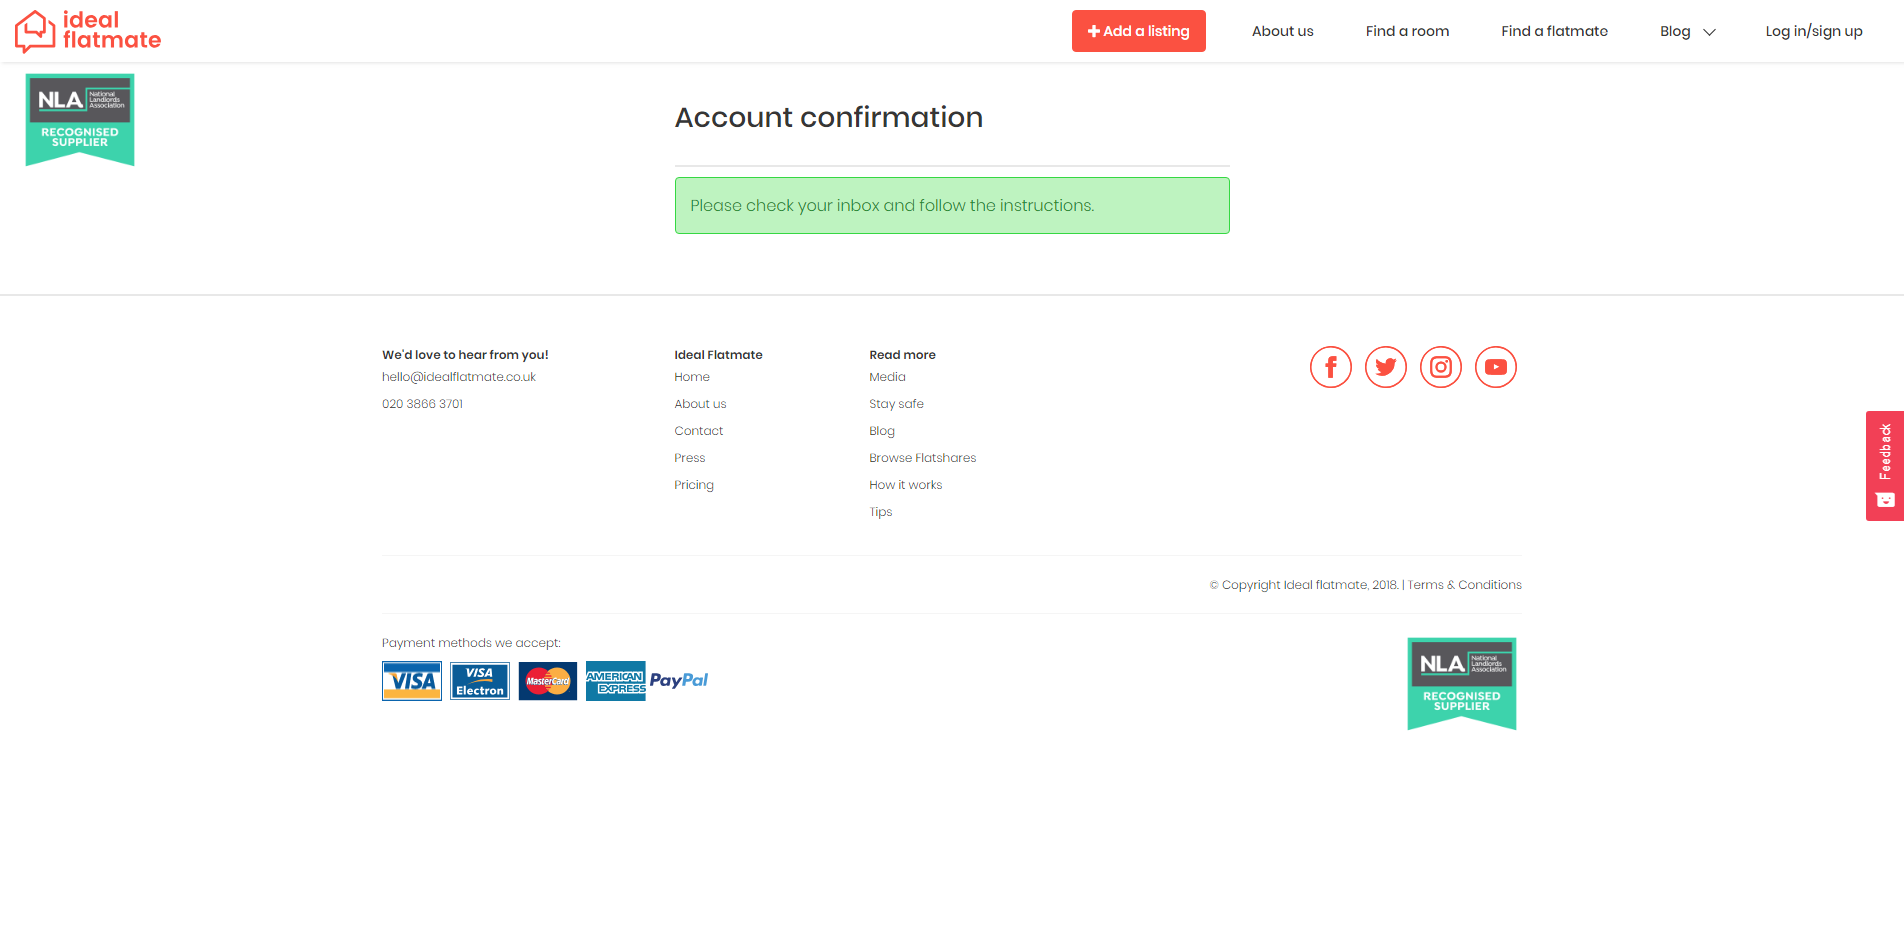 ideal
flatmate
Add a listing
About us
Find a room
Find a flatmate
Blog
Log in/sign up
NLA National Landlords Association
RECOGNISED
SUPPLIER
Account confirmation
Please check your inbox and follow the instructions.
We'd love to hear from you!
hello@idealflatmate.co.uk
020 3866 3701
Ideal Flatmate
Home
About us
Contact
Press
Pricing
Read more
Media
Stay safe
Blog
Browse Flatshares
How it works
Tips
Feedback
© Copyright Ideal flatmate, 2018. | Terms & Conditions
Payment methods we accept:
VISA
VISA
Electron
MasterCard
AMERICAN
EXPRESS
PayPal
NLA National Landlords Association
RECOGNISED
SUPPLIER